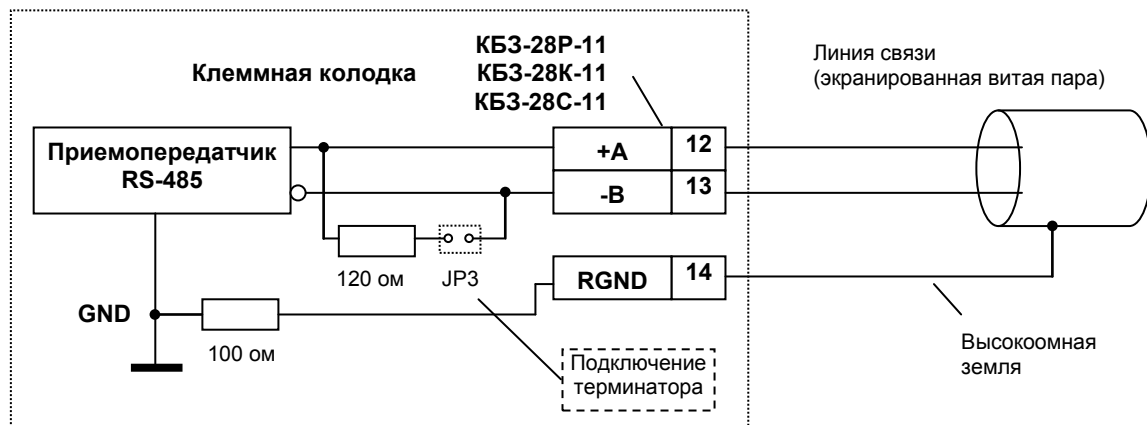 КБЗ-28Р-11
Клеммная колодка
КБЗ-28К-11
КБЗ-28С-11
Линия связи
(экранированная витая пара)
Приемопередатчик
RS-485
+A
12
-B
13
120 ом
JP3
RGND
14
GND
100 ом
Подключение
терминатора
Высокоомная
земля